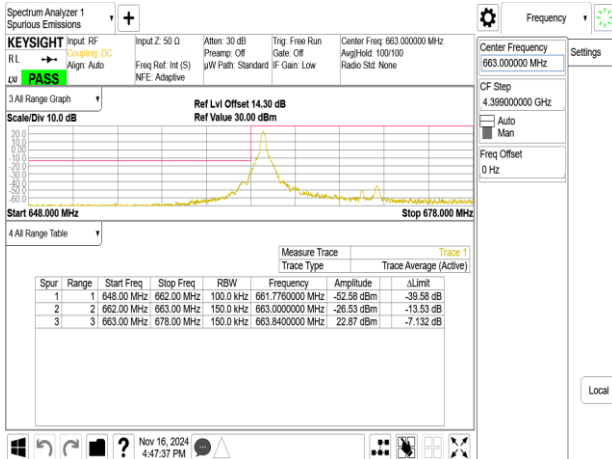 Spectrum Analyzer 1
Spurious Emissions
Frequency
KEYSIGHT Input: RF Input Z: 50 Ω Atten: 30 dB Trig: Free Run Center Freq: 663.000000 MHz
RL Coupling: DC Preamp: Off Gate: Off Avg|Hold: 100/100
Align: Auto Freq Ref: Int (S) µW Path: Standard IF Gain: Low Radio Std: None
NFE: Adaptive
LXI PASS
Center Frequency
663.000000 MHz
Settings
CF Step
4.399000000 GHz
Auto
Man
Freq Offset
0 Hz
Local
3 All Range Graph
Ref Lvl Offset 14.30 dB
Scale/Div 10.0 dB Ref Value 30.00 dBm
20.0
10.0
0.00
-10.0
-20.0
-30.0
-40.0
-50.0
-60.0
Start 648.000 MHz Stop 678.000 MHz
4 All Range Table
Measure Trace Trace 1
Trace Type Trace Average (Active)
Spur Range Start Freq Stop Freq RBW Frequency Amplitude ΔLimit
1 1 648.00 MHz 662.00 MHz 100.0 kHz 661.7760000 MHz -52.58 dBm -39.58 dB
2 2 662.00 MHz 663.00 MHz 150.0 kHz 663.0000000 MHz -26.53 dBm -13.53 dB
3 3 663.00 MHz 678.00 MHz 150.0 kHz 663.8400000 MHz 22.87 dBm -7.132 dB
Nov 16, 2024
4:47:37 PM